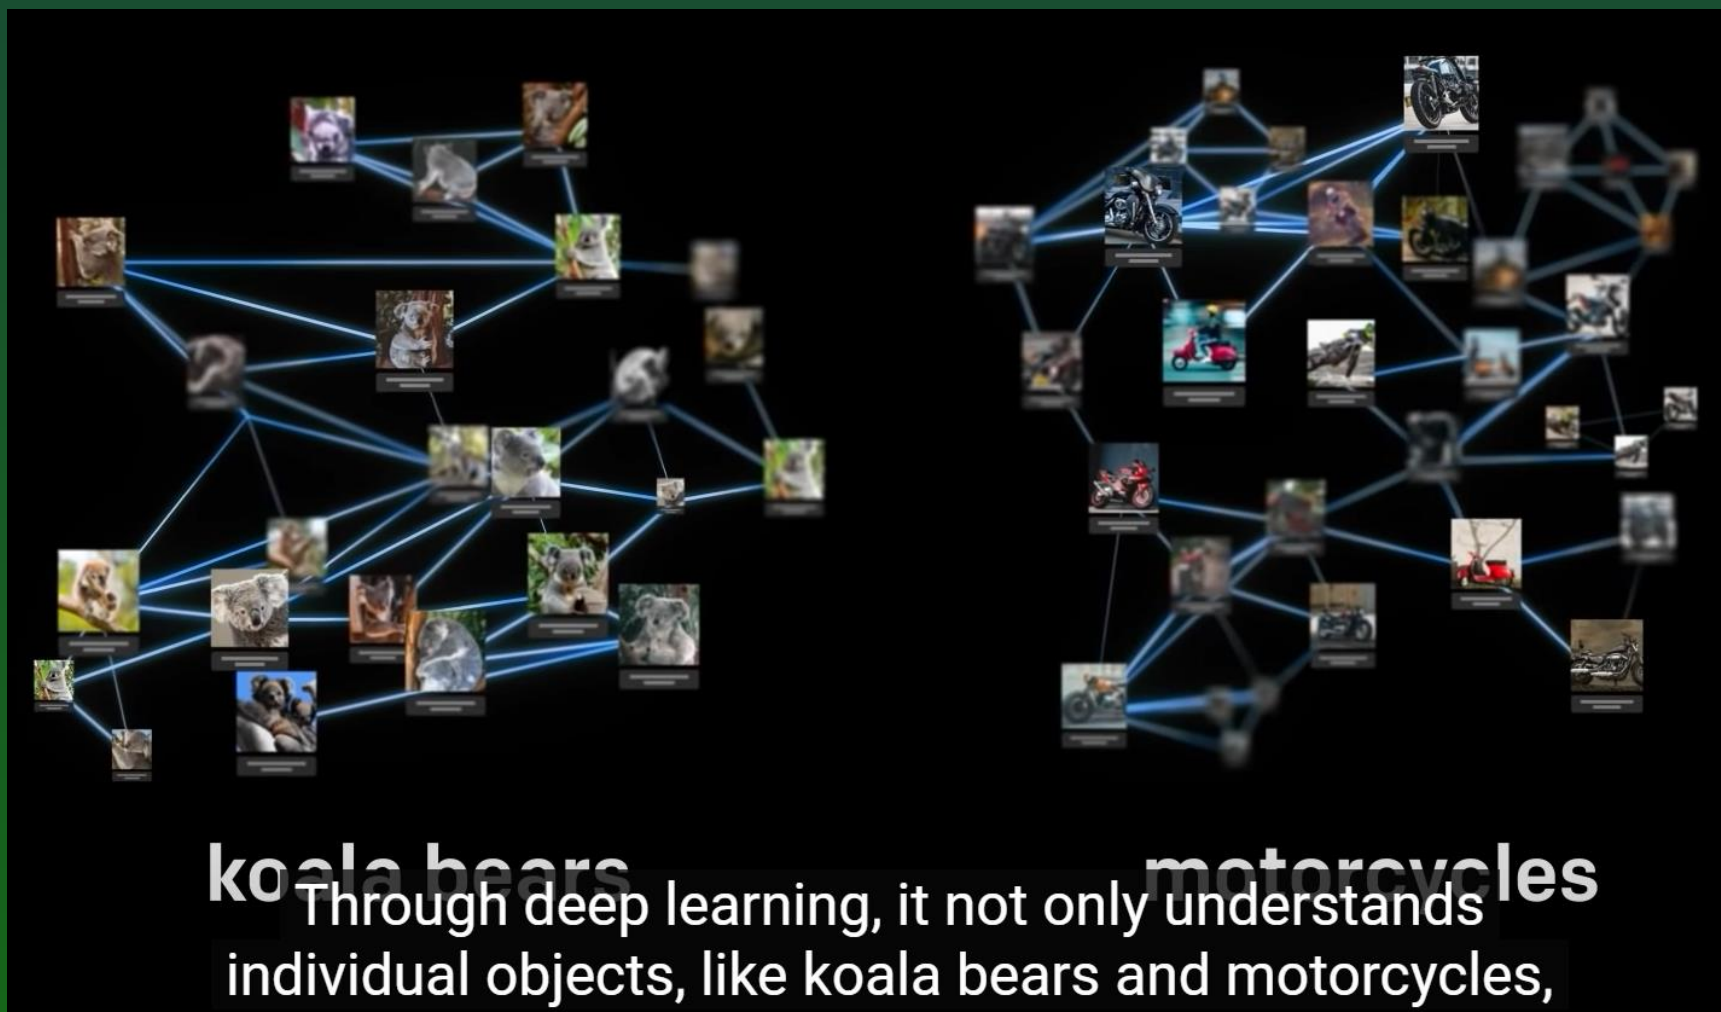 koala bears
motorcycles
Through deep learning, it not only understands
individual objects, like koala bears and motorcycles,